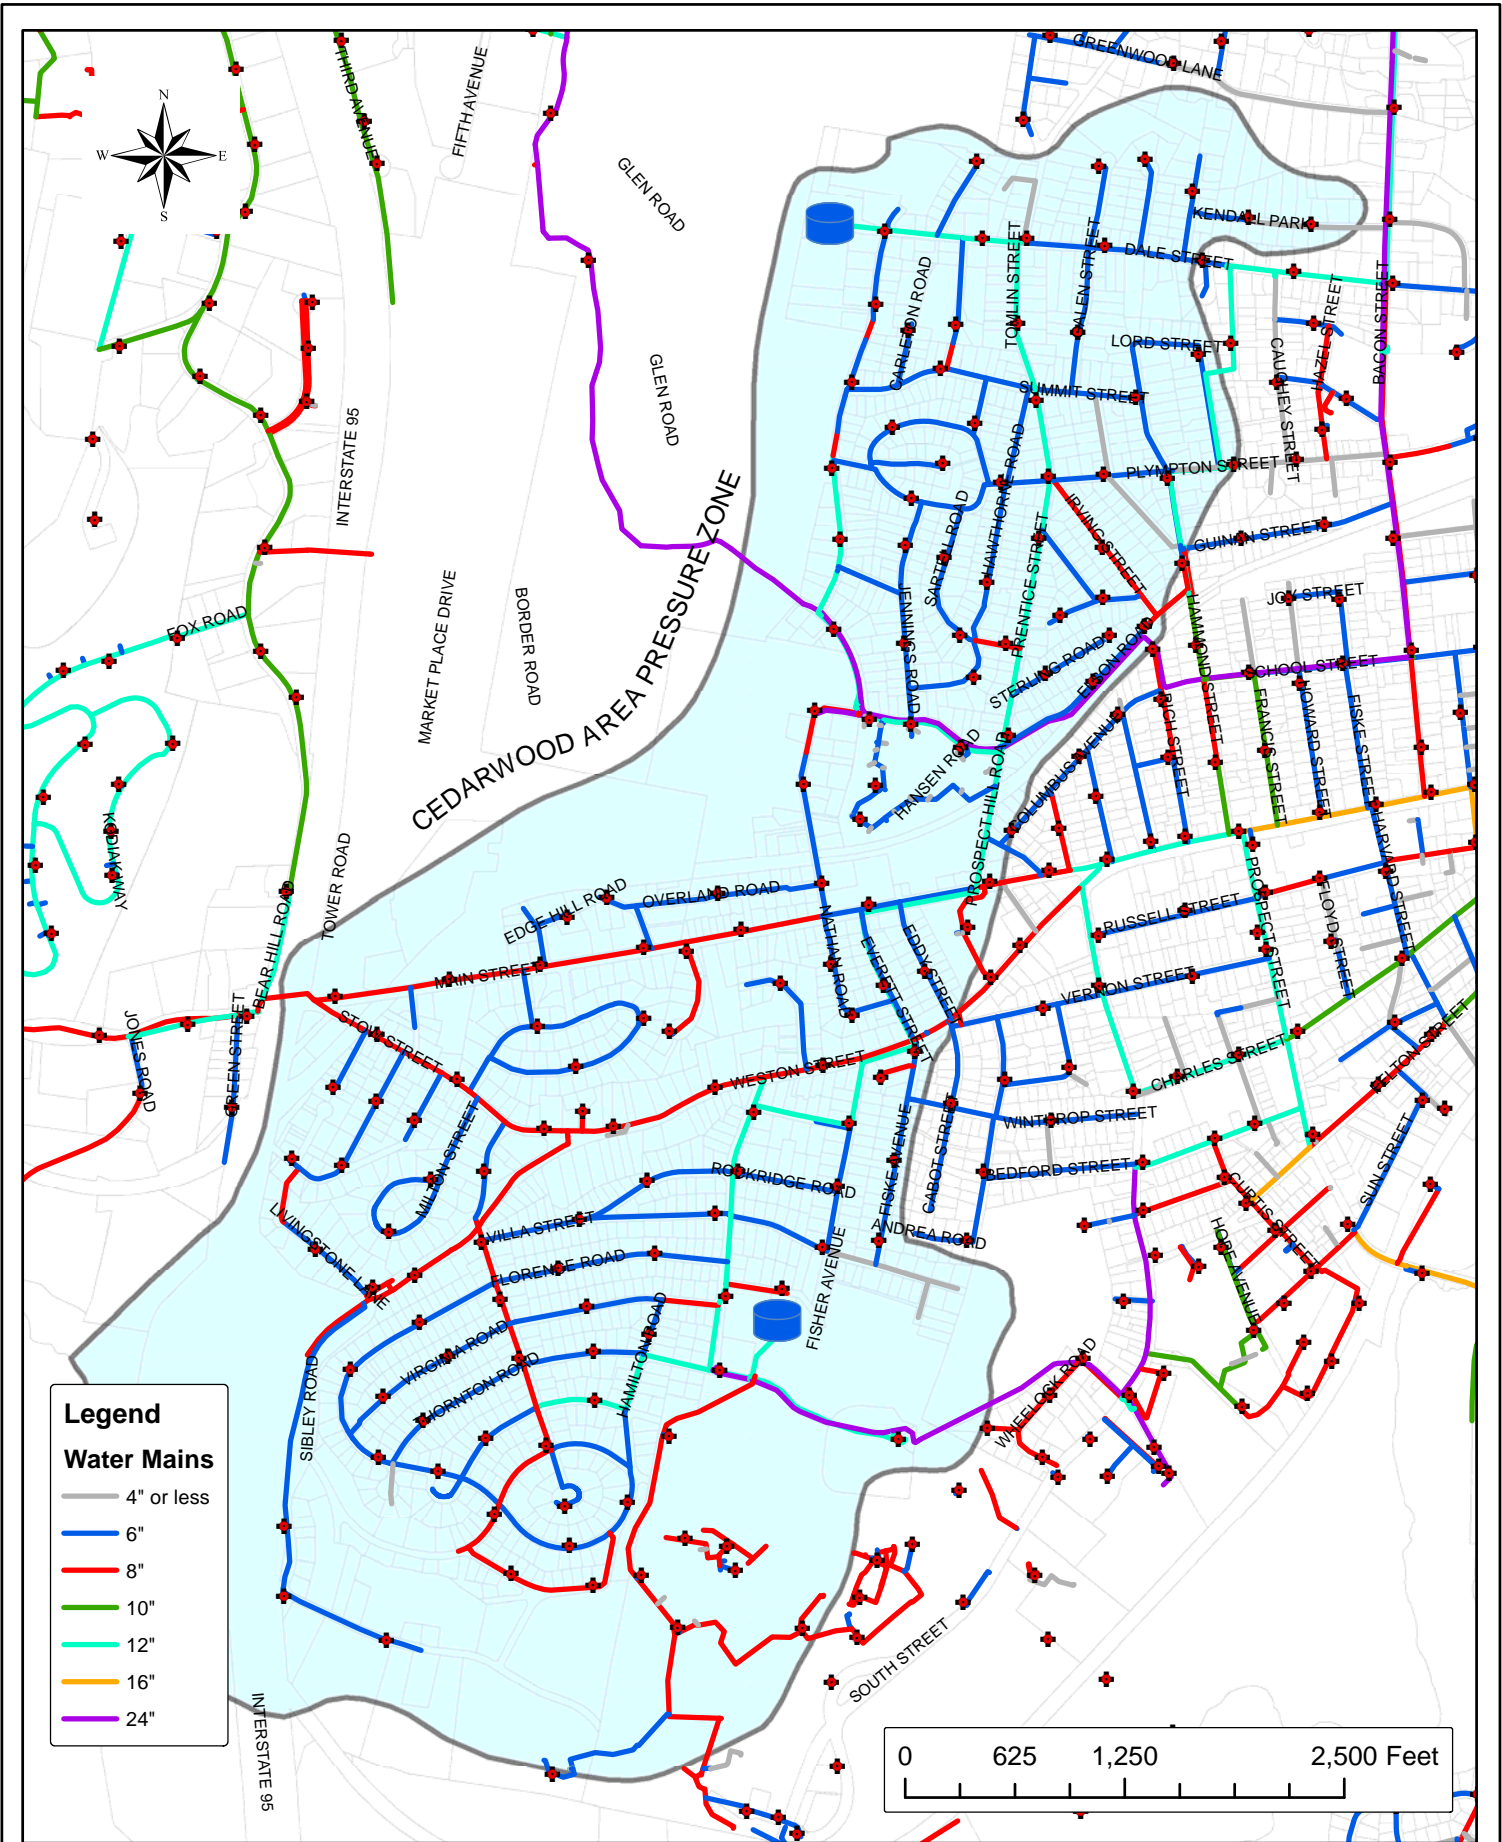 GREENWOOD LANE
THIRD AVENUE
FIFTH AVENUE
N
W
E
S
GLEN ROAD
KENDALL PARK
DALE STREET
TOMLIN STREET
GALEN STREET
CARLETON ROAD
BACON STREET
HAZEL STREET
LORD STREET
CAUGHEY STREET
GLEN ROAD
SUMMIT STREET
INTERSTATE 95
HAWTHORNE ROAD
PLYMPTON STREET
IRVING STREET
SARTELL ROAD
PRENTICE STREET
GUINAN STREET
CEDARWOOD AREA PRESSURE ZONE
MARKET PLACE DRIVE
BORDER ROAD
JENNINGS ROAD
JOY STREET
HAMMOND STREET
FOX ROAD
STERLING ROAD
ELSON ROAD
SCHOOL STREET
FRANCIS STREET
HOWARD STREET
FISKE STREET
RICH STREET
HANSEN ROAD
COLUMBUS AVENUE
PROSPECT HILL ROAD
KODIAK WAY
TOWER ROAD
HARVARD STREET
PROSPECT STREET
FLOYD STREET
EDGE HILL ROAD
OVERLAND ROAD
RUSSELL STREET
BEAR HILL ROAD
MAIN STREET
NATHAN ROAD
EVERETT STREET
EDDY STREET
VERNON STREET
JONES ROAD
GREEN STREET
STOW STREET
WESTON STREET
CHARLES STREET
FELTON STREET
MILTON STREET
WINTHROP STREET
FISKE AVENUE
CABOT STREET
BEDFORD STREET
SUN STREET
ROCKRIDGE ROAD
LIVINGSTONE LANE
VILLA STREET
ANDREA ROAD
CURTIS STREET
HOPE AVENUE
FLORENCE ROAD
FISHER AVENUE
HAMILTON ROAD
VIRGINIA ROAD
THORNTON ROAD
SIBLEY ROAD
WHEELOCK ROAD
SOUTH STREET
INTERSTATE 95
Legend
Water Mains
4" or less
6"
8"
10"
12"
16"
24"
0 625 1,250 2,500 Feet